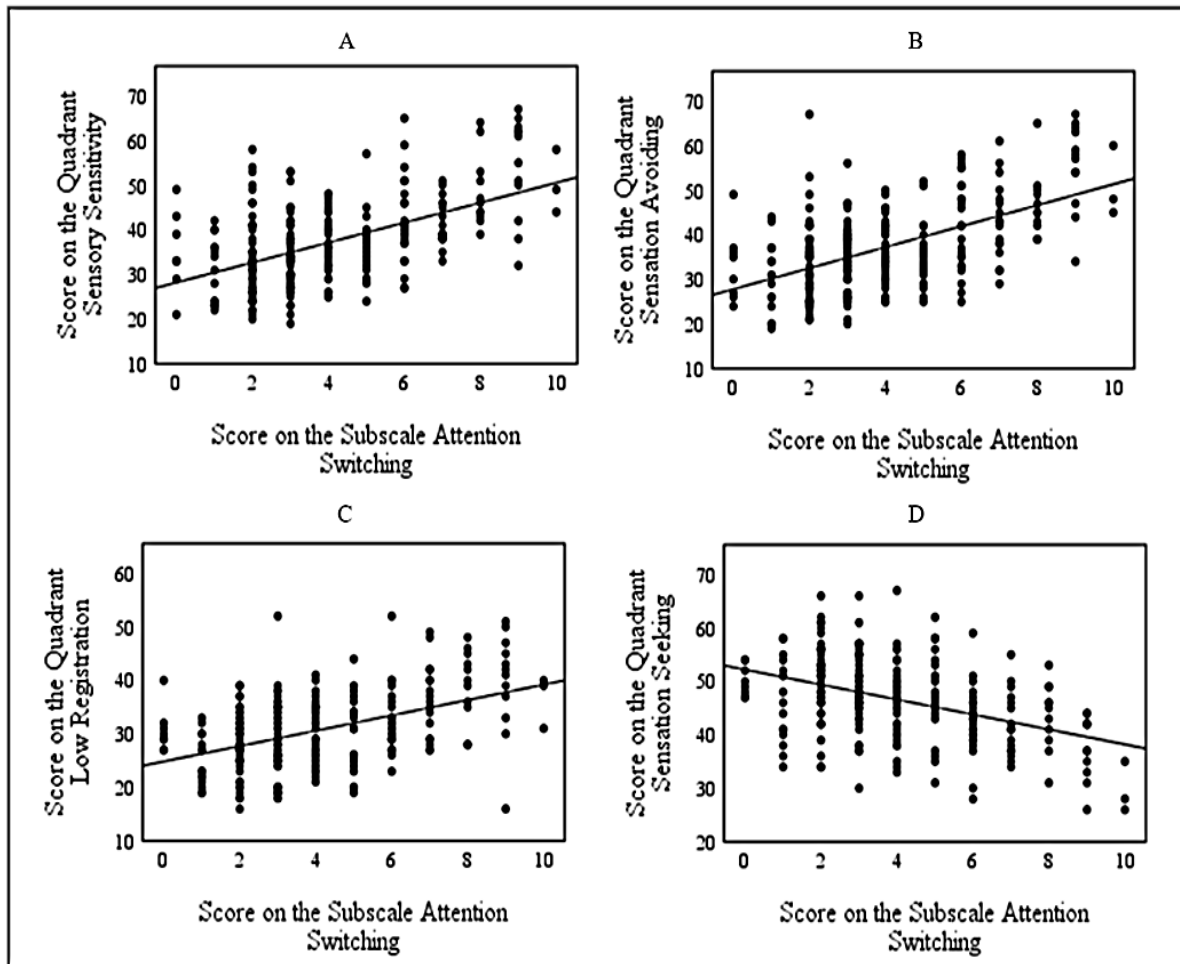 A
Score on the Quadrant
Sensory Sensitivity
70
60
50
40
30
20
10
0 2 4 6 8 10
Score on the Subscale Attention
Switching
B
Score on the Quadrant
Sensation Avoiding
70
60
50
40
30
20
10
0 2 4 6 8 10
Score on the Subscale Attention
Switching
C
Score on the Quadrant
Low Registration
60
50
40
30
20
10
0 2 4 6 8 10
Score on the Subscale Attention
Switching
D
Score on the Quadrant
Sensation Seeking
70
60
50
40
30
20
0 2 4 6 8 10
Score on the Subscale Attention
Switching